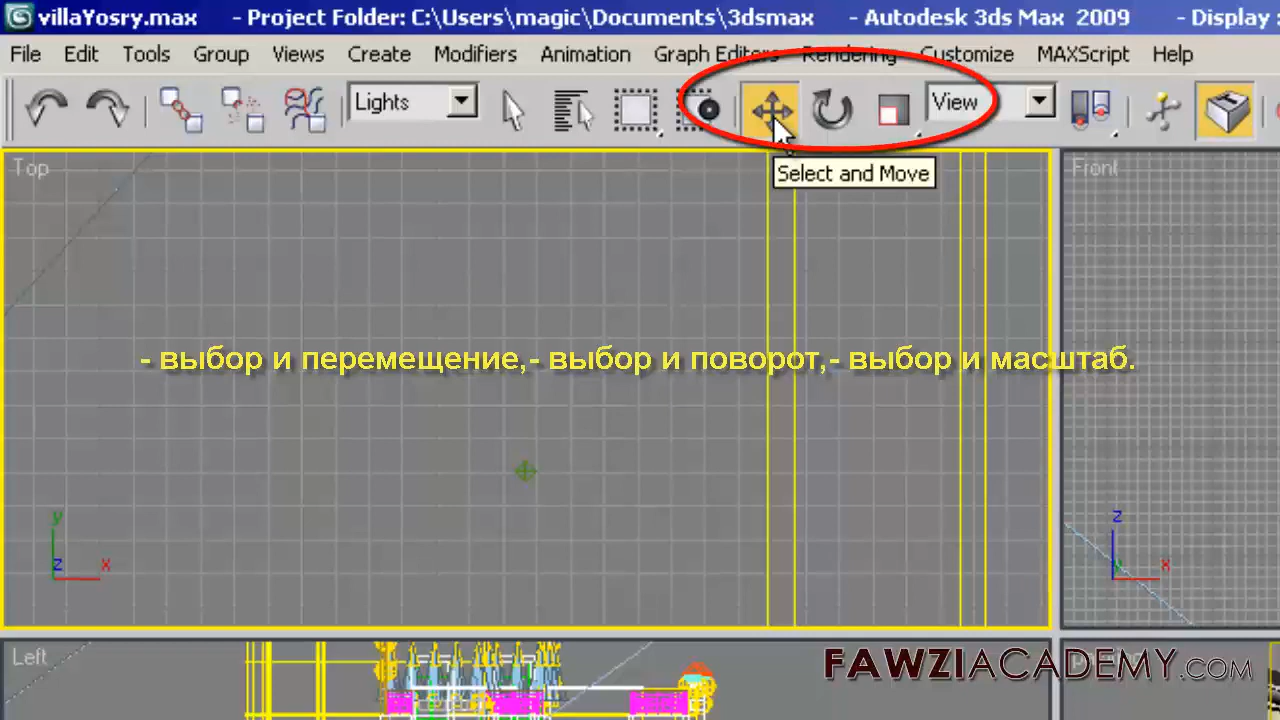 villaYosry.max - Project Folder: C:\Users\magic\Documents\3dsmax - Autodesk 3ds Max 2009 - Display :
File Edit Tools Group Views Create Modifiers Animation Graph Editors Rendering Customize MAXScript Help
Lights View
Select and Move
Top Front
- выбор и перемещение,- выбор и поворот,- выбор и масштаб.
y z
z x y x
Left
FAWZIACADEMY.COM